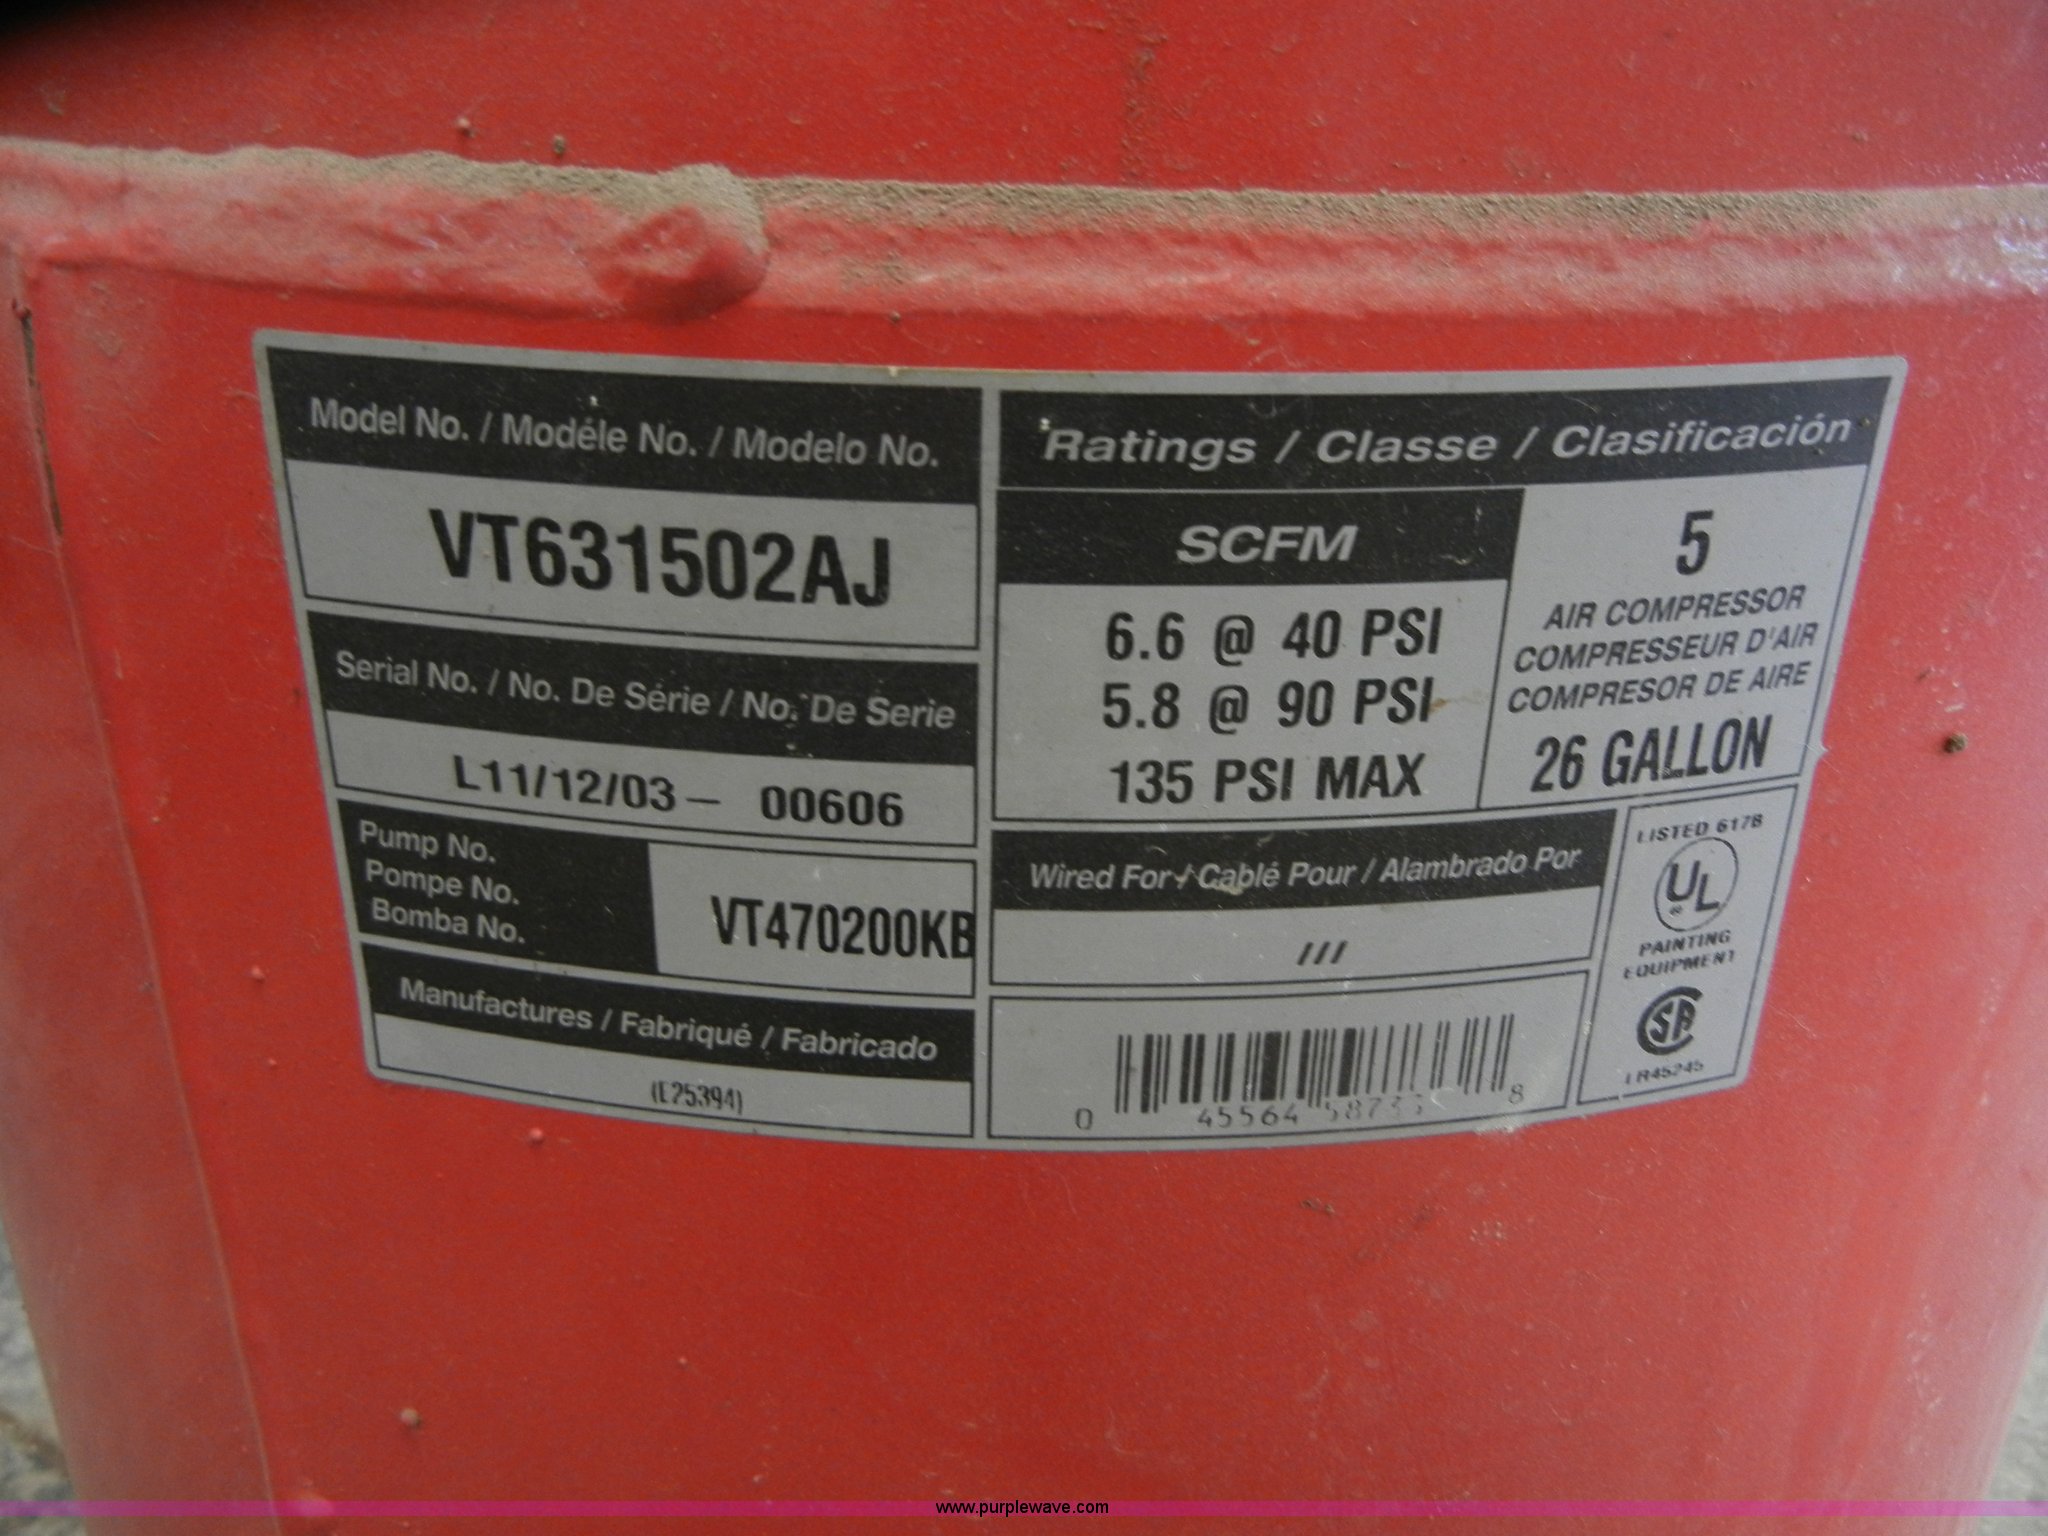 Model No. / Modéle No. / Modelo No.
VT631502AJ
Serial No. / No. De Série / No. De Serie
L11/12/03 – 00606
Pump No.
Pompe No.
Bomba No.
VT470200KB
Manufactures / Fabriqué / Fabricado
(E25394)
Ratings / Classe / Clasificación
SCFM
6.6 @ 40 PSI
5.8 @ 90 PSI
135 PSI MAX
5
AIR COMPRESSOR
COMPRESSEUR D'AIR
COMPRESOR DE AIRE
26 GALLON
Wired For / Cablé Pour / Alambrado Por
///
0 45564 8
LISTED 617B
UL
®
PAINTING
EQUIPMENT
LR45245
www.purplewave.com